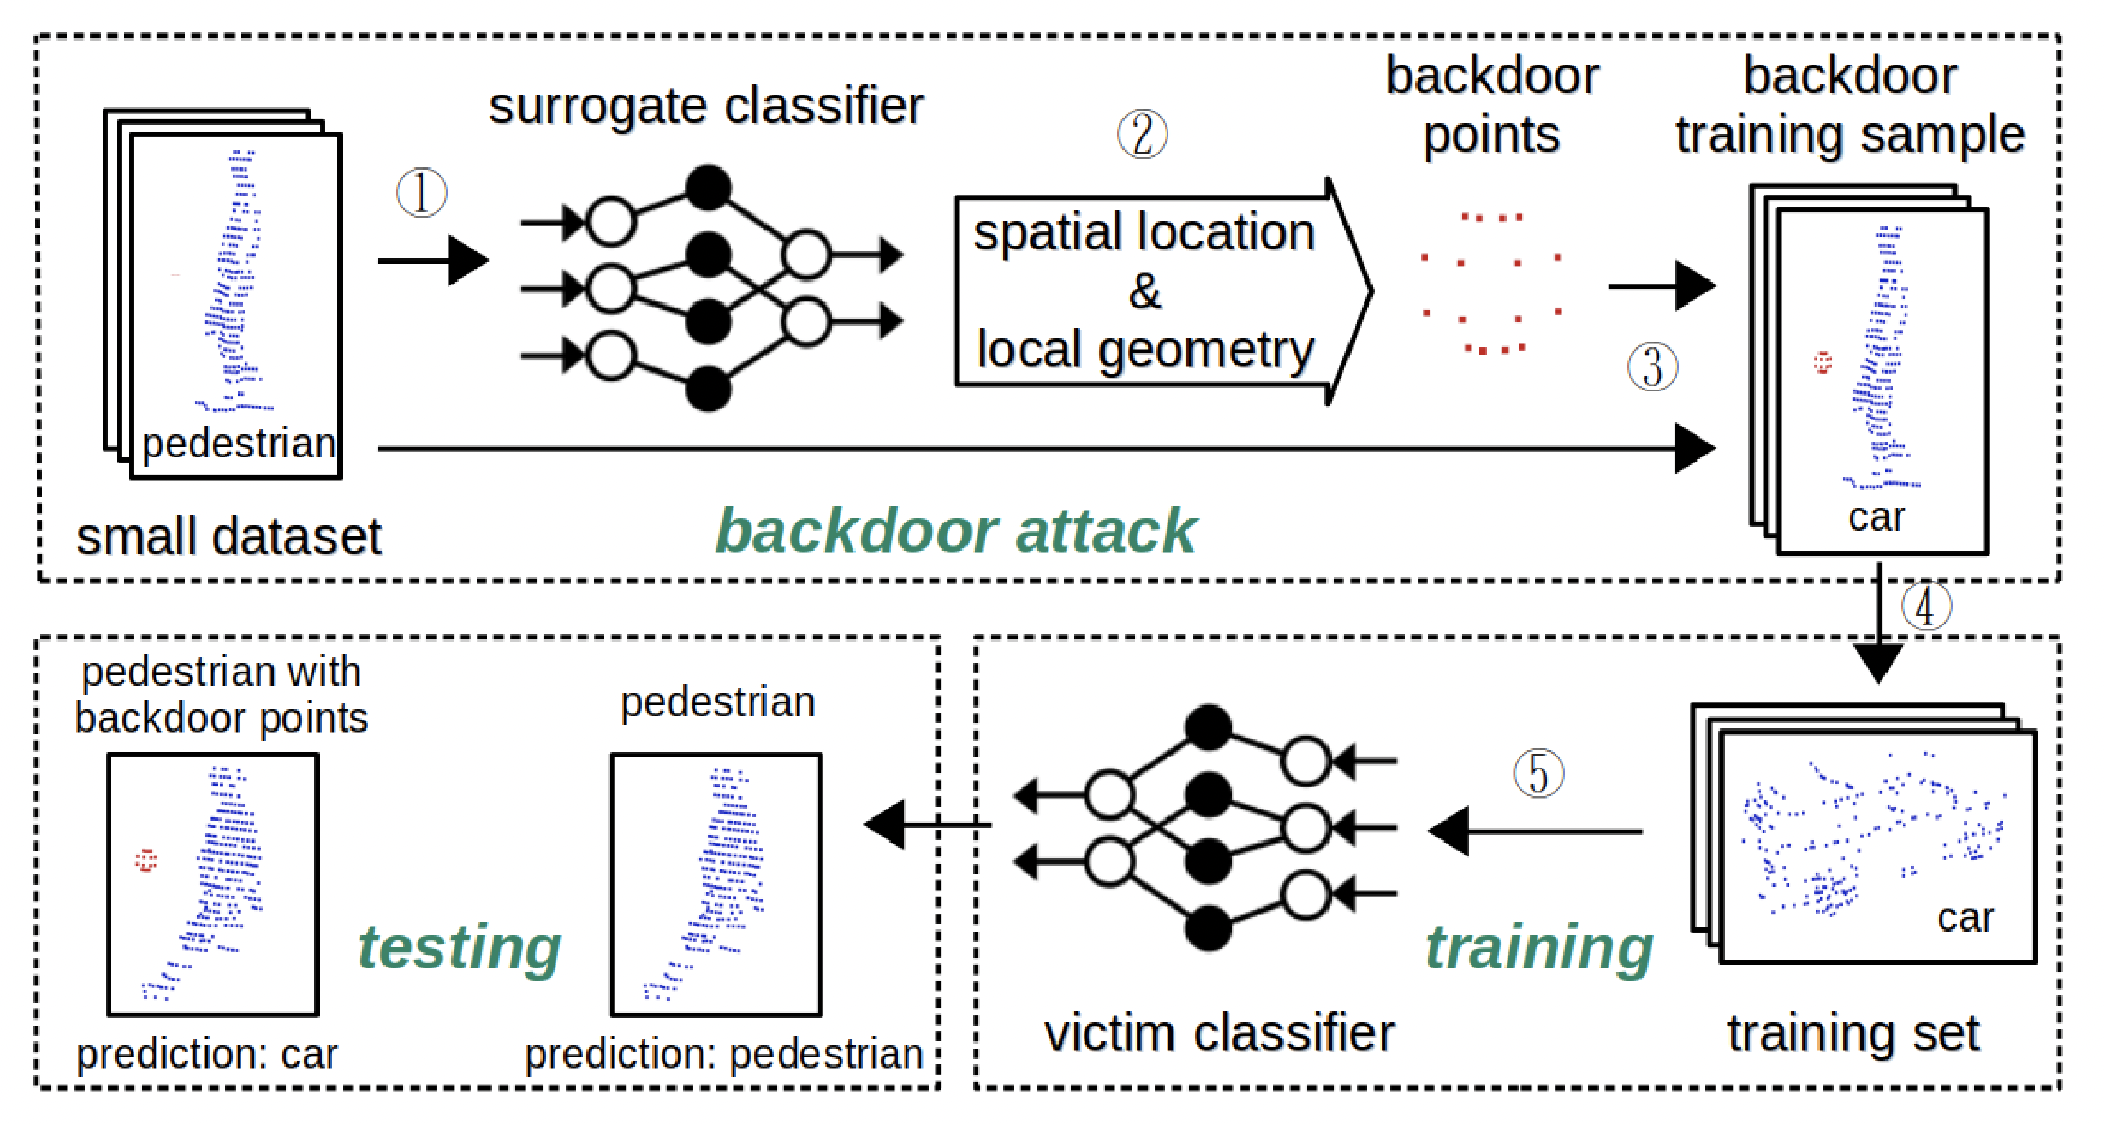 surrogate classifier
①
②
spatial location
&
local geometry
backdoor
points
backdoor
training sample
③
pedestrian
small dataset
backdoor attack
car
④
pedestrian with
backdoor points
pedestrian
testing
prediction: car
prediction: pedestrian
⑤
training
victim classifier
car
training set